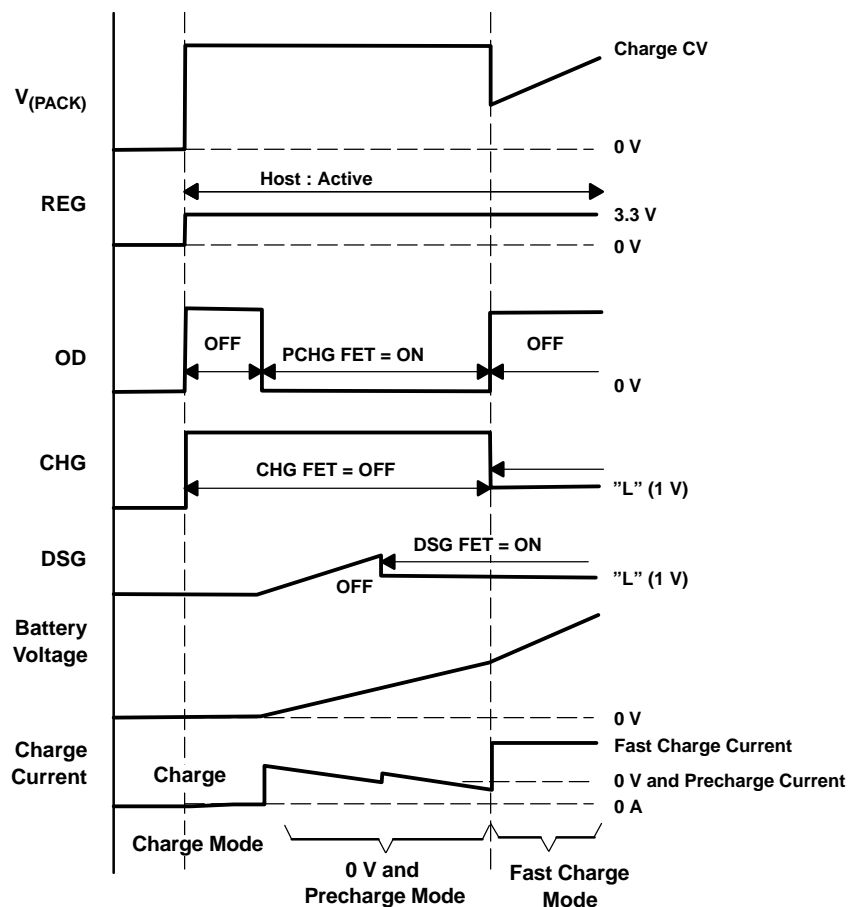 Charge CV
V(PACK)
0 V
Host : Active
REG
3.3 V
0 V
OFF
PCHG FET = ON
OFF
OD
0 V
CHG
CHG FET = OFF
”L” (1 V)
DSG FET = ON
DSG
OFF
”L” (1 V)
Battery
Voltage
0 V
Fast Charge Current
Charge
Current
Charge
0 V and Precharge Current
0 A
Charge Mode
0 V and
Precharge Mode
Fast Charge
Mode